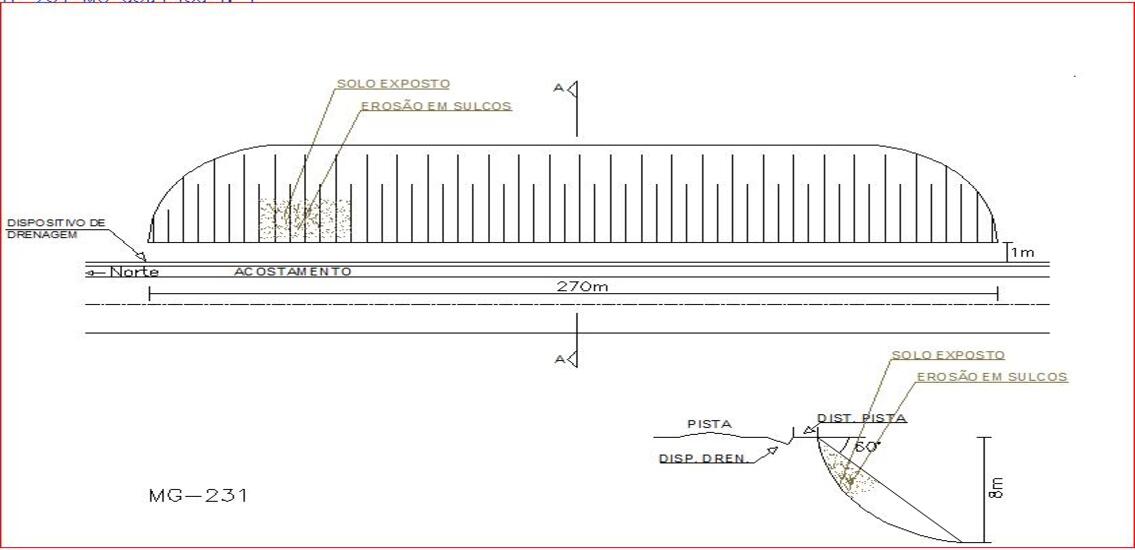 SOLO EXPOSTO
A
EROSÃO EM SULCOS
DISPOSITIVO DE
DRENAGEM
1m
Norte
ACOSTAMENTO
270m
A
SOLO EXPOSTO
EROSÃO EM SULCOS
DIST. PISTA
PISTA
60°
DISP. DREN.
8m
MG-231